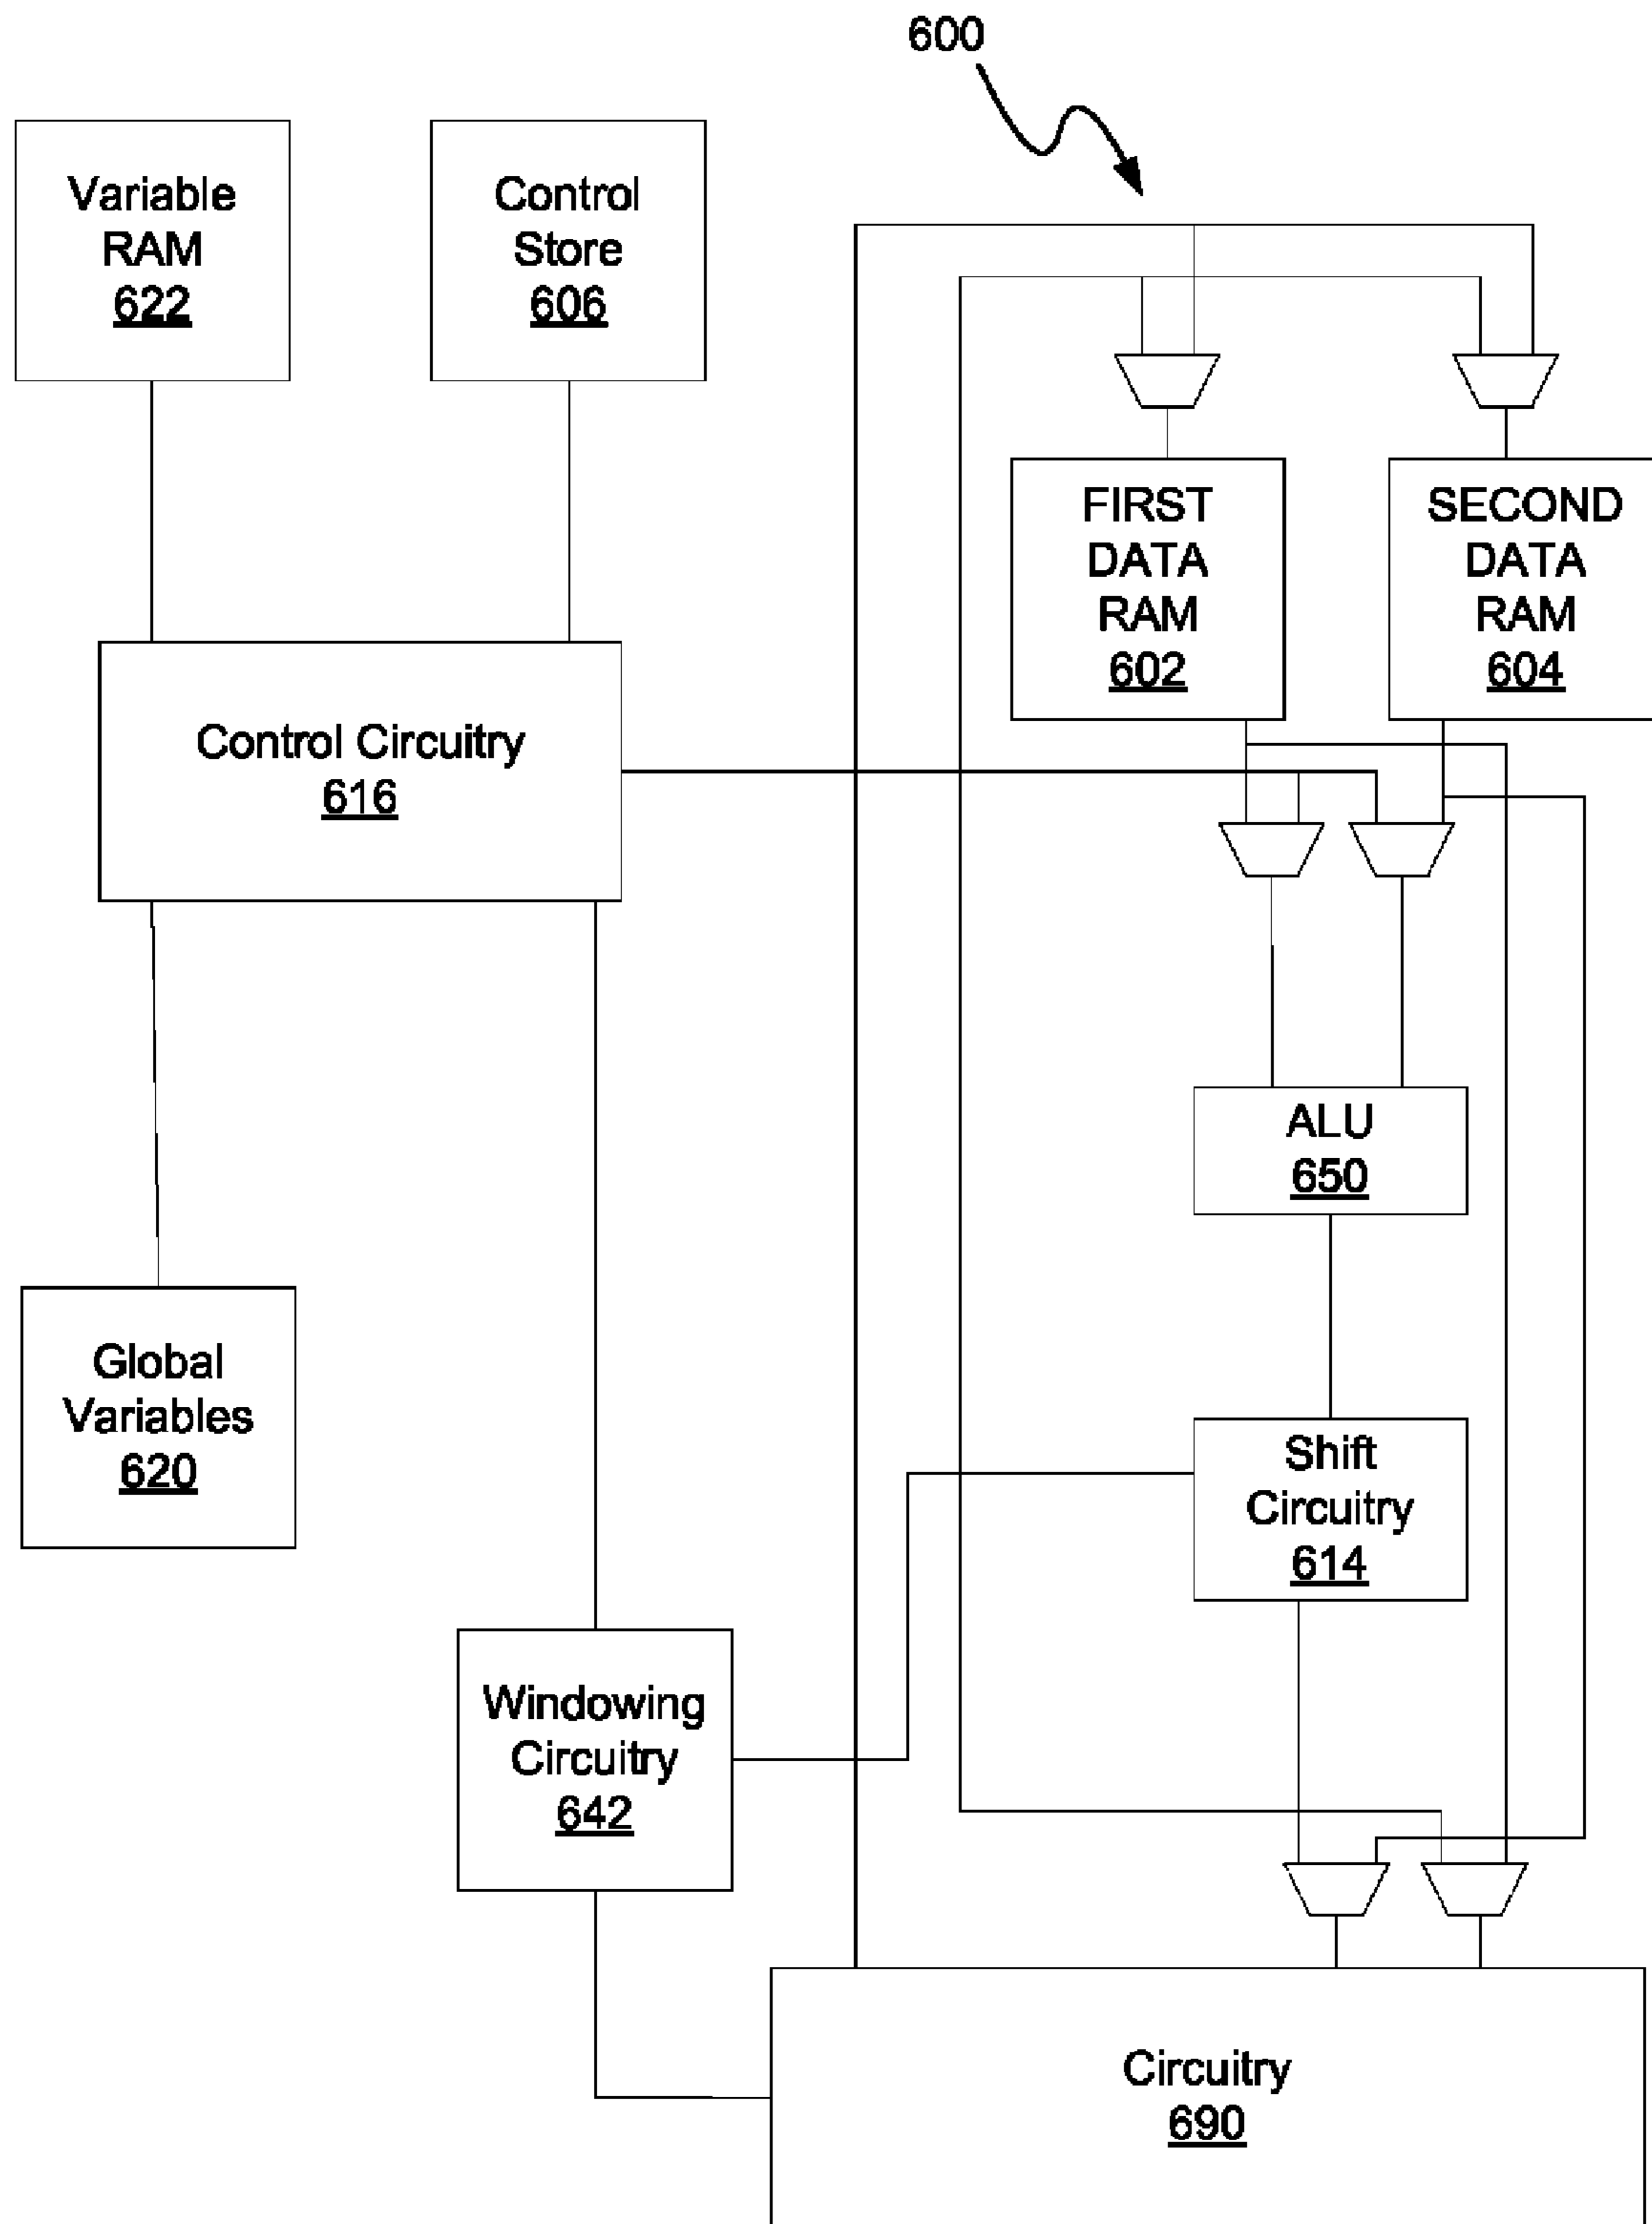 600
Variable
RAM
622
Control
Store
606
FIRST
DATA
RAM
602
SECOND
DATA
RAM
604
Control Circuitry
616
ALU
650
Global
Variables
620
Shift
Circuitry
614
Windowing
Circuitry
642
Circuitry
690